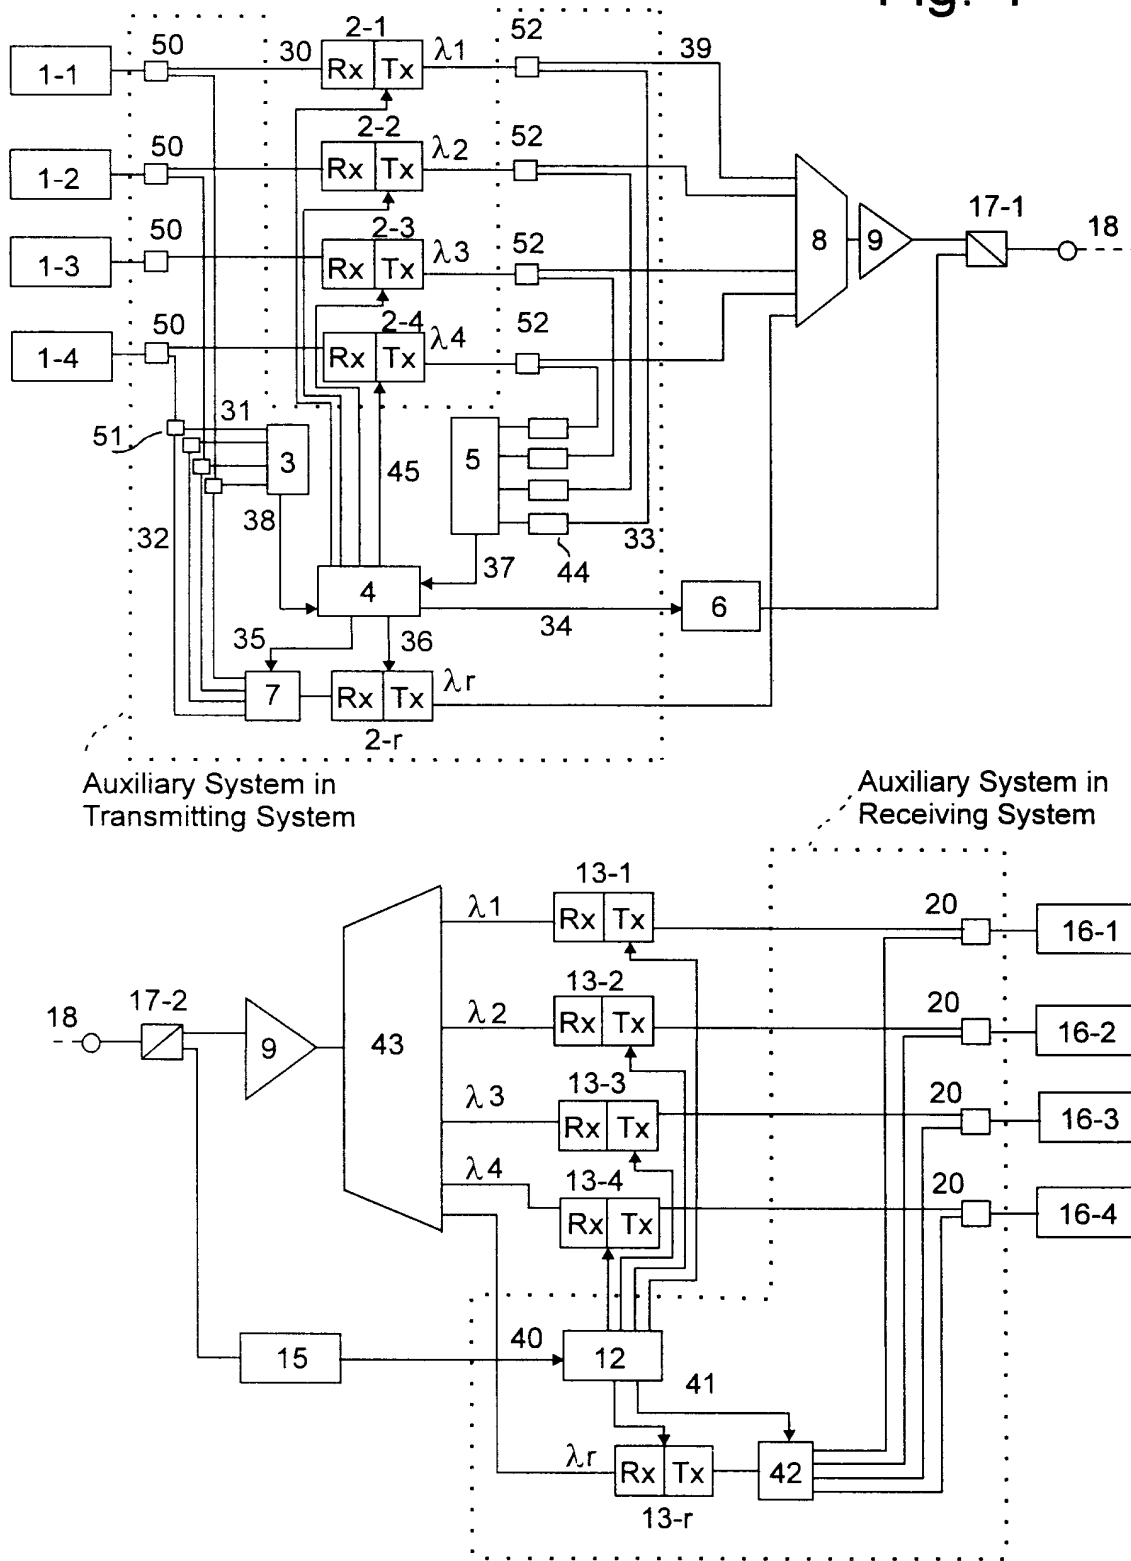 Fig.
50 30 2-1 52 39
1-1 Rx Tx λ1
50 2-2 52
1-2 Rx Tx λ2
17-1 18
50 2-3 52
1-3 Rx Tx λ3 8 9
50 2-4 52
1-4 Rx Tx λ4
31
51 3 5 45
38 32 33
37 44
4 6
34
35 36
7 Rx Tx λr
2-r
Auxiliary System in
Transmitting System
Auxiliary System in
Receiving System
13-1
λ1 Rx Tx 20 16-1
13-2
17-2 λ2 Rx Tx 20 16-2
18 9 43
13-3
λ3 Rx Tx 20 16-3
λ4 13-4 20
Rx Tx 16-4
40
15 12
41
λr Rx Tx 42
13-r